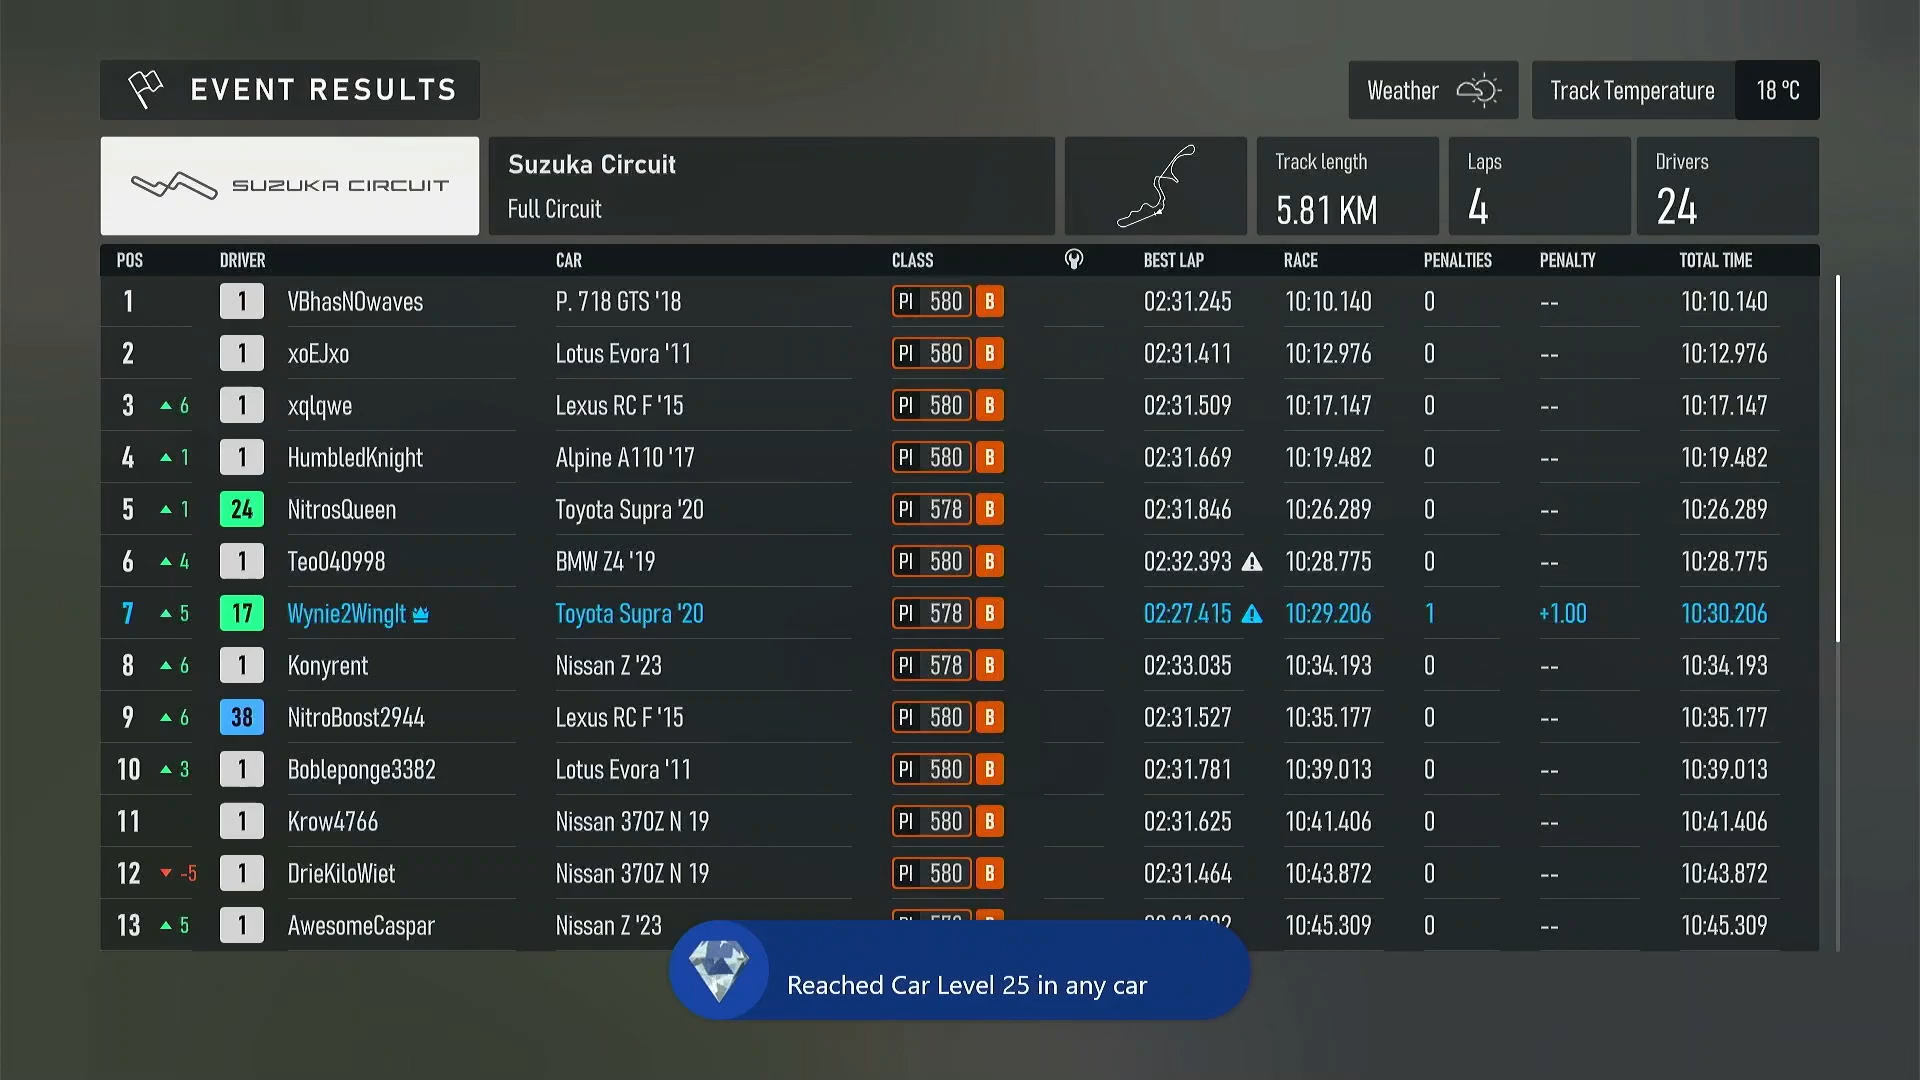 EVENT RESULTS
Weather
Track Temperature 18 °C
SUZUKA CIRCUIT
Suzuka Circuit
Full Circuit
Track length
5.81 KM
Laps
4
Drivers
24
POS DRIVER CAR CLASS BEST LAP RACE PENALTIES PENALTY TOTAL TIME
1 1 VBhasNOwaves P. 718 GTS '18 PI 580 B 02:31.245 10:10.140 0 -- 10:10.140
2 1 xoEJxo Lotus Evora '11 PI 580 B 02:31.411 10:12.976 0 -- 10:12.976
3 ▲ 6 1 xqlqwe Lexus RC F '15 PI 580 B 02:31.509 10:17.147 0 -- 10:17.147
4 ▲ 1 1 HumbledKnight Alpine A110 '17 PI 580 B 02:31.669 10:19.482 0 -- 10:19.482
5 ▲ 1 24 NitrosQueen Toyota Supra '20 PI 578 B 02:31.846 10:26.289 0 -- 10:26.289
6 ▲ 4 1 Teo040998 BMW Z4 '19 PI 580 B 02:32.393 10:28.775 0 -- 10:28.775
7 ▲ 5 17 Wynie2WingIt Toyota Supra '20 PI 578 B 02:27.415 10:29.206 1 +1.00 10:30.206
8 ▲ 6 1 Konyrent Nissan Z '23 PI 578 B 02:33.035 10:34.193 0 -- 10:34.193
9 ▲ 6 38 NitroBoost2944 Lexus RC F '15 PI 580 B 02:31.527 10:35.177 0 -- 10:35.177
10 ▲ 3 1 Bobleponge3382 Lotus Evora '11 PI 580 B 02:31.781 10:39.013 0 -- 10:39.013
11 1 Krow4766 Nissan 370Z N 19 PI 580 B 02:31.625 10:41.406 0 -- 10:41.406
12 ▼ -5 1 DrieKiloWiet Nissan 370Z N 19 PI 580 B 02:31.464 10:43.872 0 -- 10:43.872
13 ▲ 5 1 AwesomeCaspar Nissan Z '23 10:45.309 0 -- 10:45.309
Reached Car Level 25 in any car